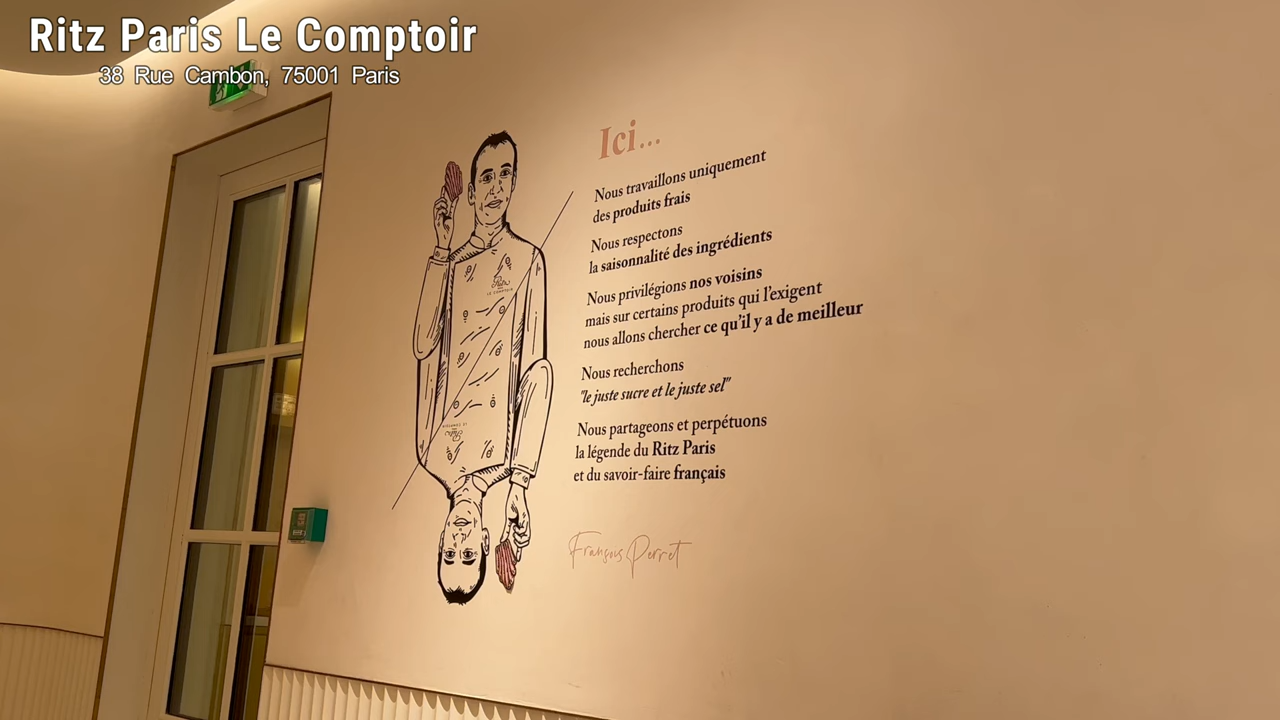 Ritz Paris Le Comptoir
38 Rue Cambon, 75001 Paris
Ici...
Nous travaillons uniquement
des produits frais
Nous respectons
la saisonnalité des ingrédients
Nous privilégions nos voisins
mais sur certains produits qui l'exigent
nous allons chercher ce qu'il y a de meilleur
Nous recherchons
"le juste sucre et le juste sel"
Nous partageons et perpétuons
la légende du Ritz Paris
et du savoir-faire français
François Perret
LE COMPTOIR